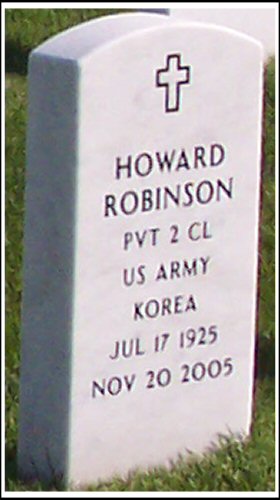 HOWARD
ROBINSON
PVT 2 CL
US ARMY
KOREA
JUL 17 1925
NOV 20 2005